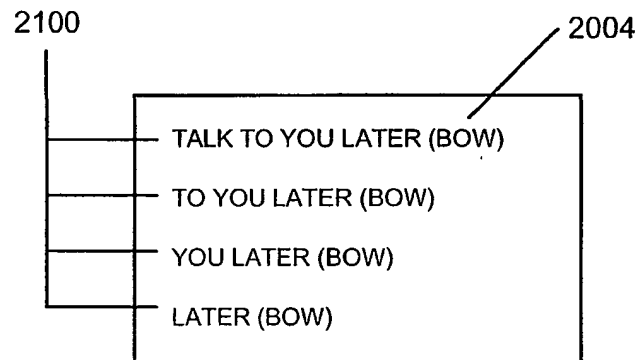 2100
2004
TALK TO YOU LATER (BOW)
TO YOU LATER (BOW)
YOU LATER (BOW)
LATER (BOW)